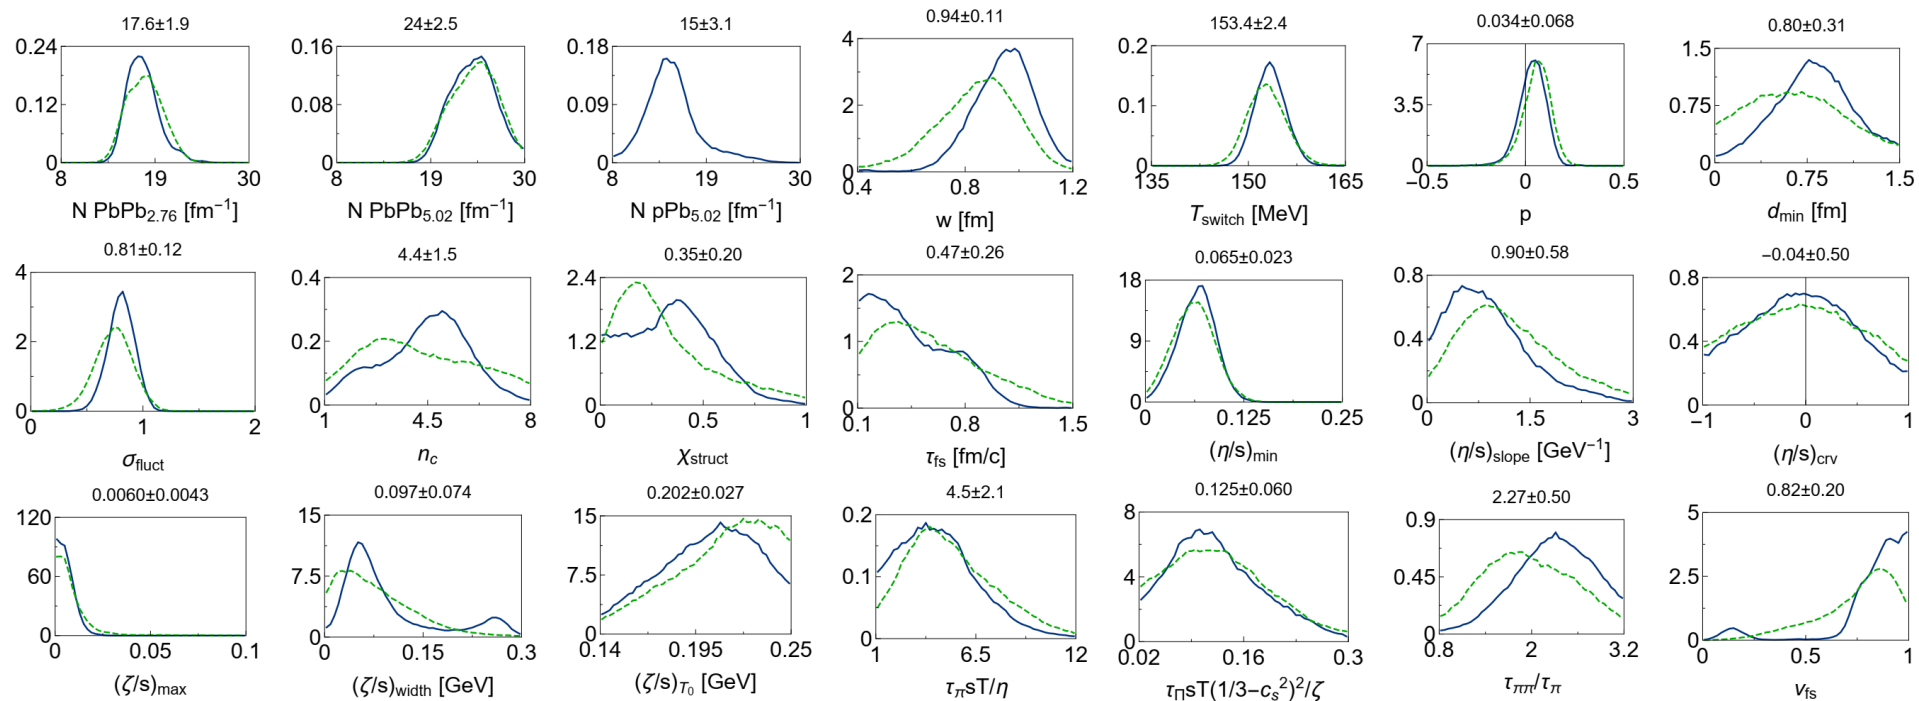 17.6±1.9
24±2.5
15±3.1
0.94±0.11
153.4±2.4
0.034±0.068
0.80±0.31
0.24
0.12
0
8 19 30
N PbPb2.76 [fm−1]
0.16
0.08
0
8 19 30
N PbPb5.02 [fm−1]
0.18
0.09
0
8 19 30
N pPb5.02 [fm−1]
4
2
0
0.4 0.8 1.2
w [fm]
0.2
0.1
0
135 150 165
Tswitch [MeV]
7
3.5
0
−0.5 0 0.5
p
1.5
0.75
0
0 0.75 1.5
dmin [fm]
0.81±0.12
4.4±1.5
0.35±0.20
0.47±0.26
0.065±0.023
0.90±0.58
−0.04±0.50
4
2
0
0 1 2
σfluct
0.4
0.2
0
1 4.5 8
nc
2.4
1.2
0
0 0.5 1
χstruct
2
1
0
0.1 0.8 1.5
τfs [fm/c]
18
9
0
0 0.125 0.25
(η/s)min
0.8
0.4
0
0 1.5 3
(η/s)slope [GeV−1]
0.8
0.4
0
−1 0 1
(η/s)crv
0.0060±0.0043
0.097±0.074
0.202±0.027
4.5±2.1
0.125±0.060
2.27±0.50
0.82±0.20
120
60
0
0 0.05 0.1
(ζ/s)max
15
7.5
0
0 0.15 0.3
(ζ/s)width [GeV]
15
7.5
0
0.14 0.195 0.25
(ζ/s)T0 [GeV]
0.2
0.1
0
1 6.5 12
τπsT/η
8
4
0
0.02 0.16 0.3
τΠsT(1/3−cs2)2/ζ
0.9
0.45
0
0.8 2 3.2
τππ/τπ
5
2.5
0
0 0.5 1
vfs